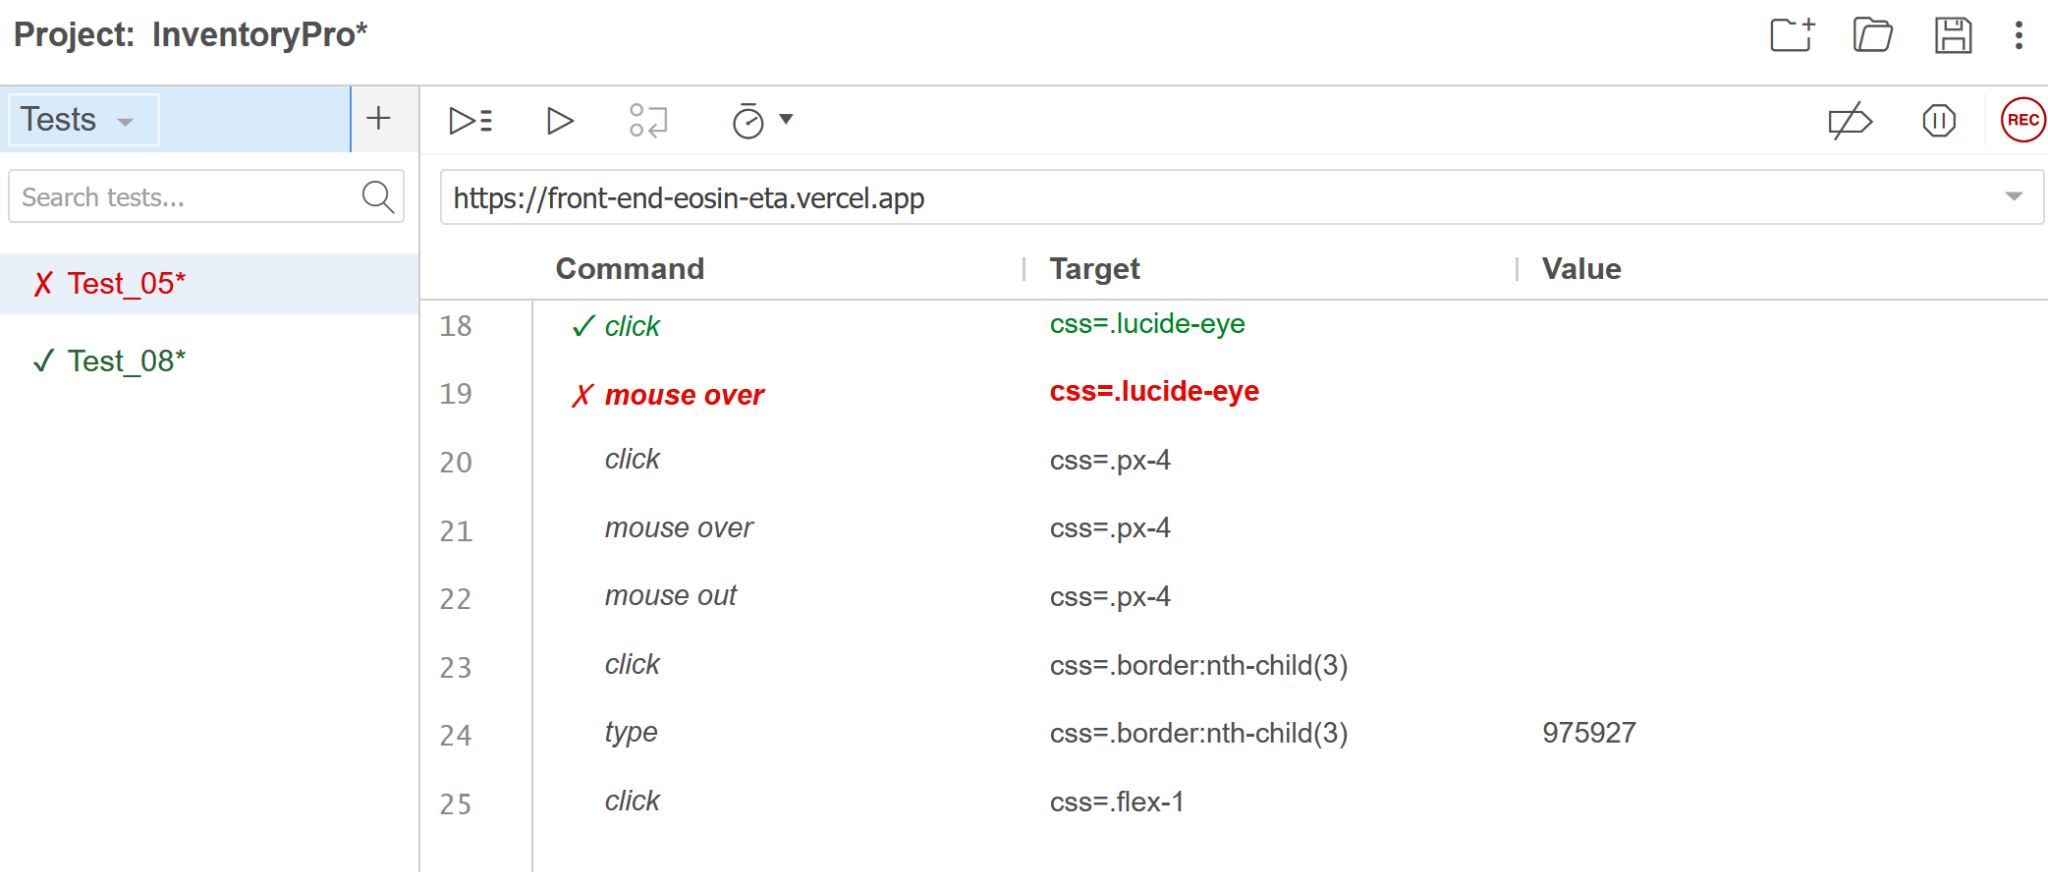 Project: InventoryPro*
Tests
+
REC
Search tests...
https://front-end-eosin-eta.vercel.app
Command Target Value
✗ Test_05*
✓ Test_08*
18 ✓ click css=.lucide-eye
19 ✗ mouse over css=.lucide-eye
20 click css=.px-4
21 mouse over css=.px-4
22 mouse out css=.px-4
23 click css=.border:nth-child(3)
24 type css=.border:nth-child(3) 975927
25 click css=.flex-1